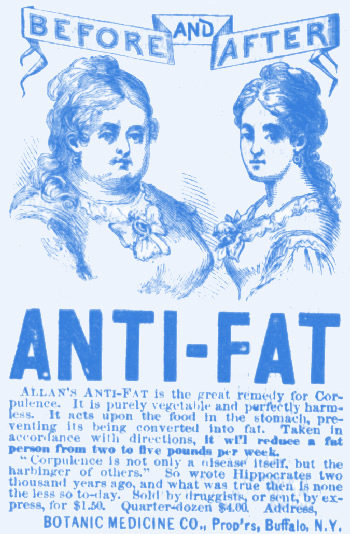 BEFORE AND AFTER
ANTI-FAT
ALLAN'S ANTI-FAT is the great remedy for Cor-
pulence. It is purely vegetable and perfectly harm-
less. It acts upon the food in the stomach, pre-
venting its being converted into fat. Taken in
accordance with directions, it will reduce a fat
person from two to five pounds per week.
"Corpulence is not only a disease itself, but the
harbinger of others." So wrote Hippocrates two
thousand years ago, and what was true then is none
the less so to-day. Sold by druggists, or sent, by ex-
press, for $1.50. Quarter-dozen $4.00. Address,
BOTANIC MEDICINE CO., Prop'rs, Buffalo, N.Y.